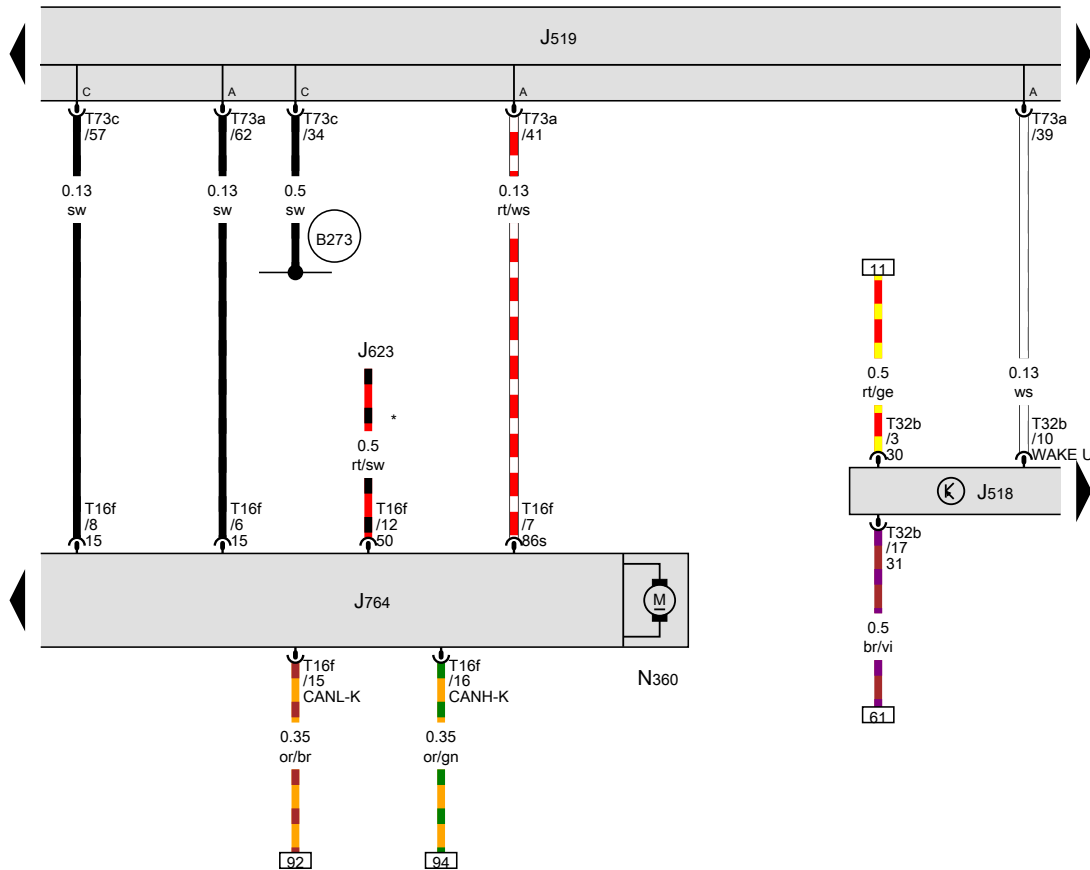 J519
C
A
C
A
A
T73c
/57
T73a
/62
T73c
/34
T73a
/41
T73a
/39
0.13
sw
0.13
sw
0.5
sw
0.13
rt/ws
B273
11
J623
*
0.5
rt/sw
0.5
rt/ge
0.13
ws
T32b
/3
30
T32b
/10
WAKE U
J518
T16f
/8
15
T16f
/6
15
T16f
/12
50
T16f
/7
86s
T32b
/17
31
J764
M
0.5
br/vi
T16f
/15
CANL-K
T16f
/16
CANH-K
N360
61
0.35
or/br
0.35
or/gn
92
94